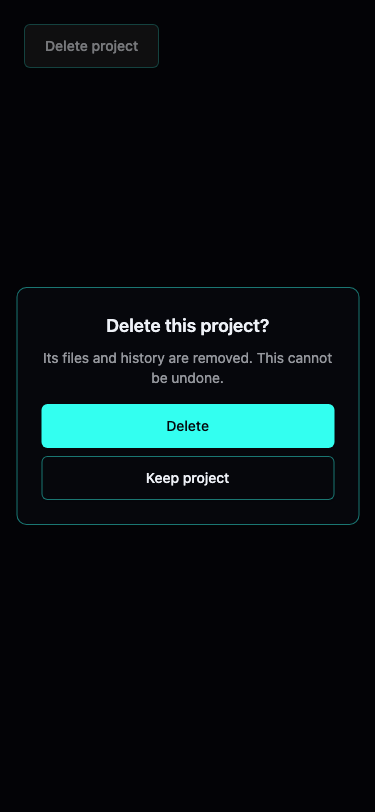 Delete project
Delete this project?
Its files and history are removed. This cannot
be undone.
Delete
Keep project